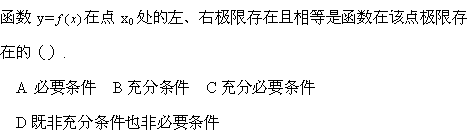 函数 y=f(x)在点 x₀ 处的左、右极限存在且相等是函数在该点极限存
在的（）.
A 必要条件 B 充分条件 C 充分必要条件
D 既非充分条件也非必要条件